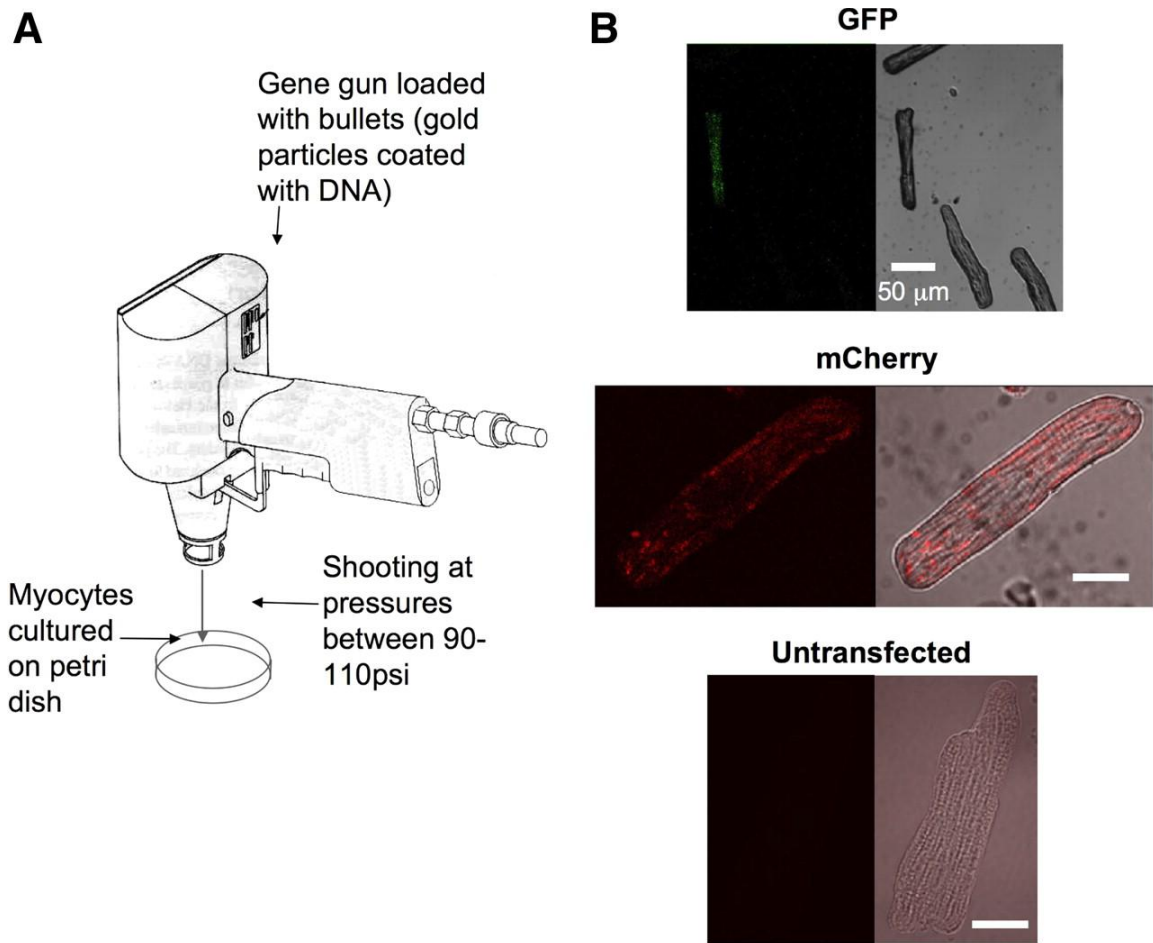 A
Gene gun loaded
with bullets (gold
particles coated
with DNA)
Myocytes
cultured
on petri
dish
Shooting at
pressures
between 90-
110psi
B
GFP
50 μm
mCherry
Untransfected